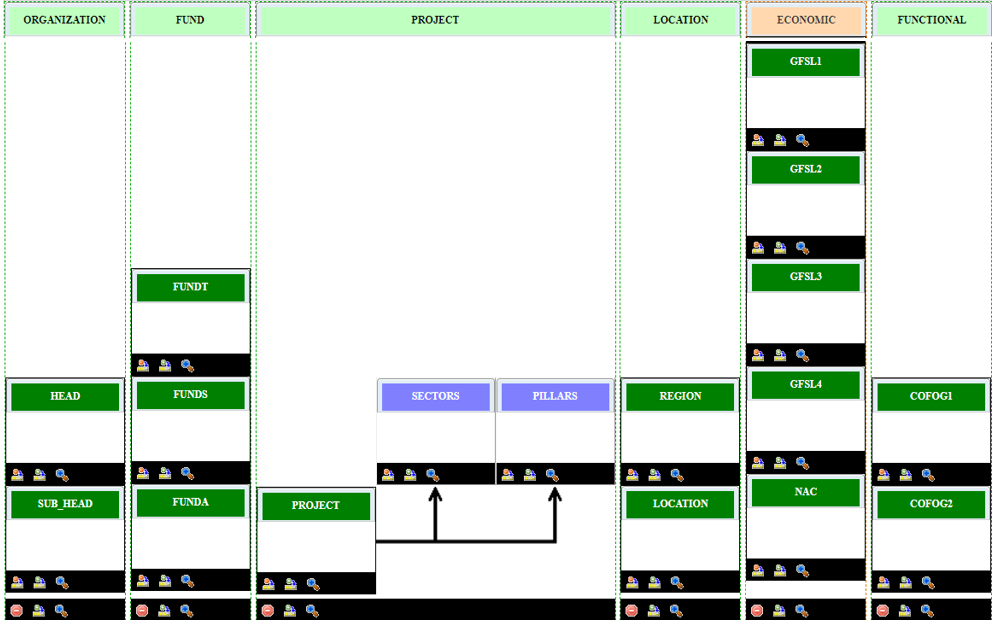 ORGANIZATION
FUND
PROJECT
LOCATION
ECONOMIC
FUNCTIONAL
GFSL1
GFSL2
GFSL3
FUNDT
GFSL4
HEAD
FUNDS
SECTORS
PILLARS
REGION
COFOG1
NAC
SUB_HEAD
FUNDA
PROJECT
LOCATION
COFOG2